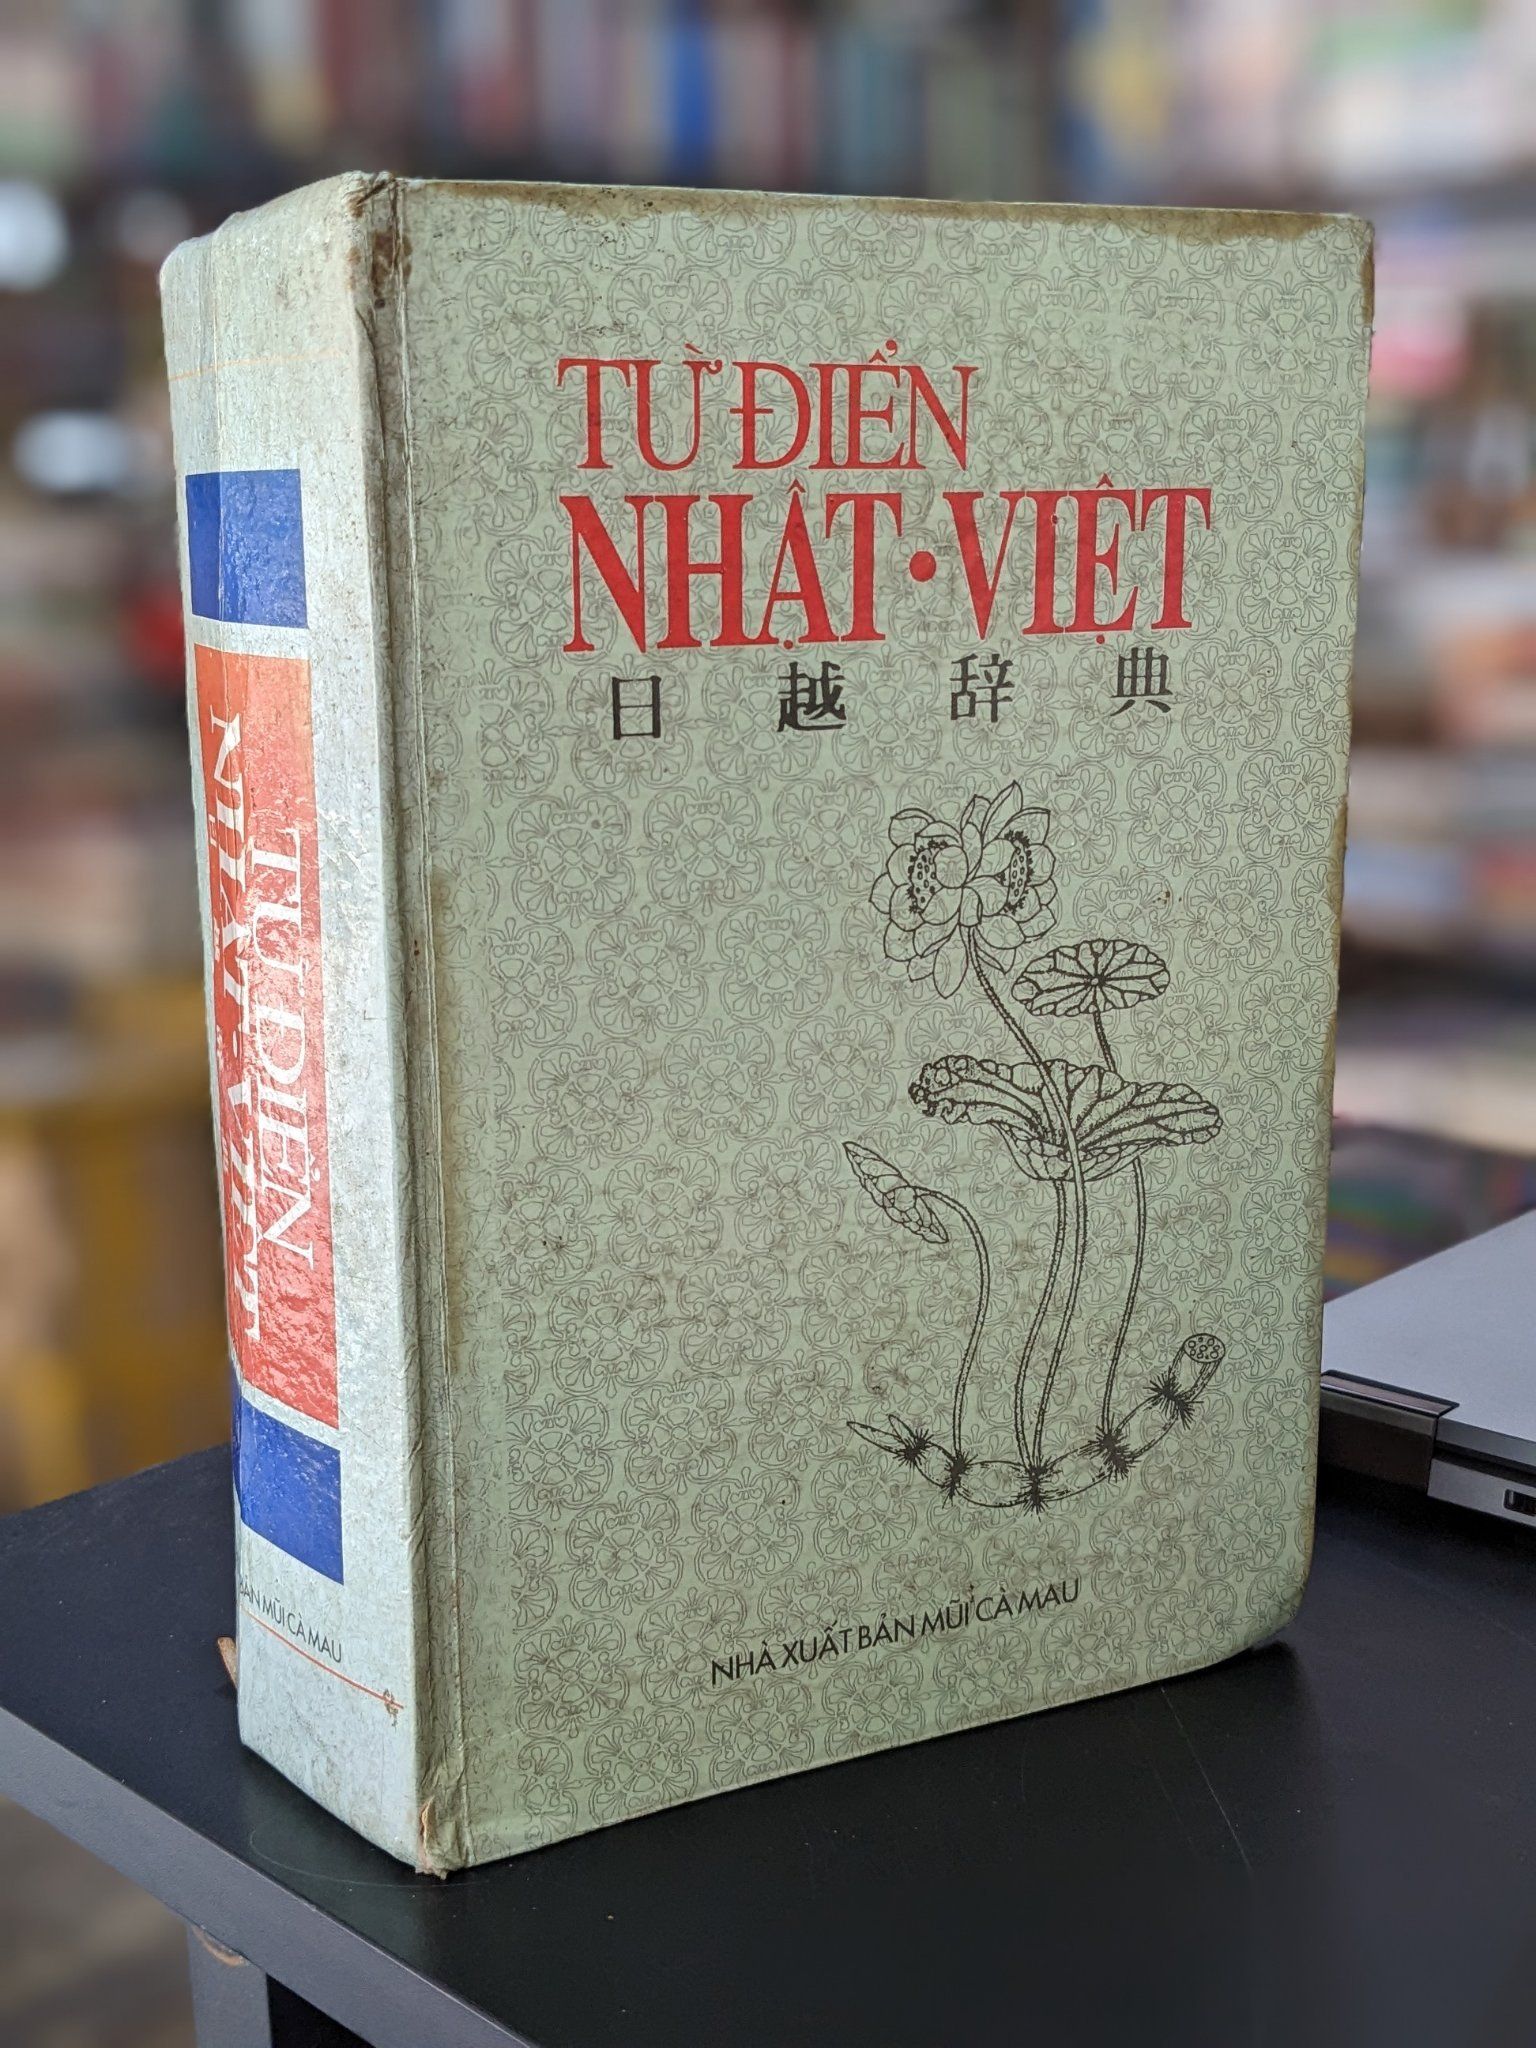 TỪ ĐIỂN
NHẬT·VIỆT
日越辞典
NHÀ XUẤT BẢN MŨI CÀ MAU
TỪ ĐIỂN
NHẬT-VIỆT
BẢN MŨI CÀ MAU